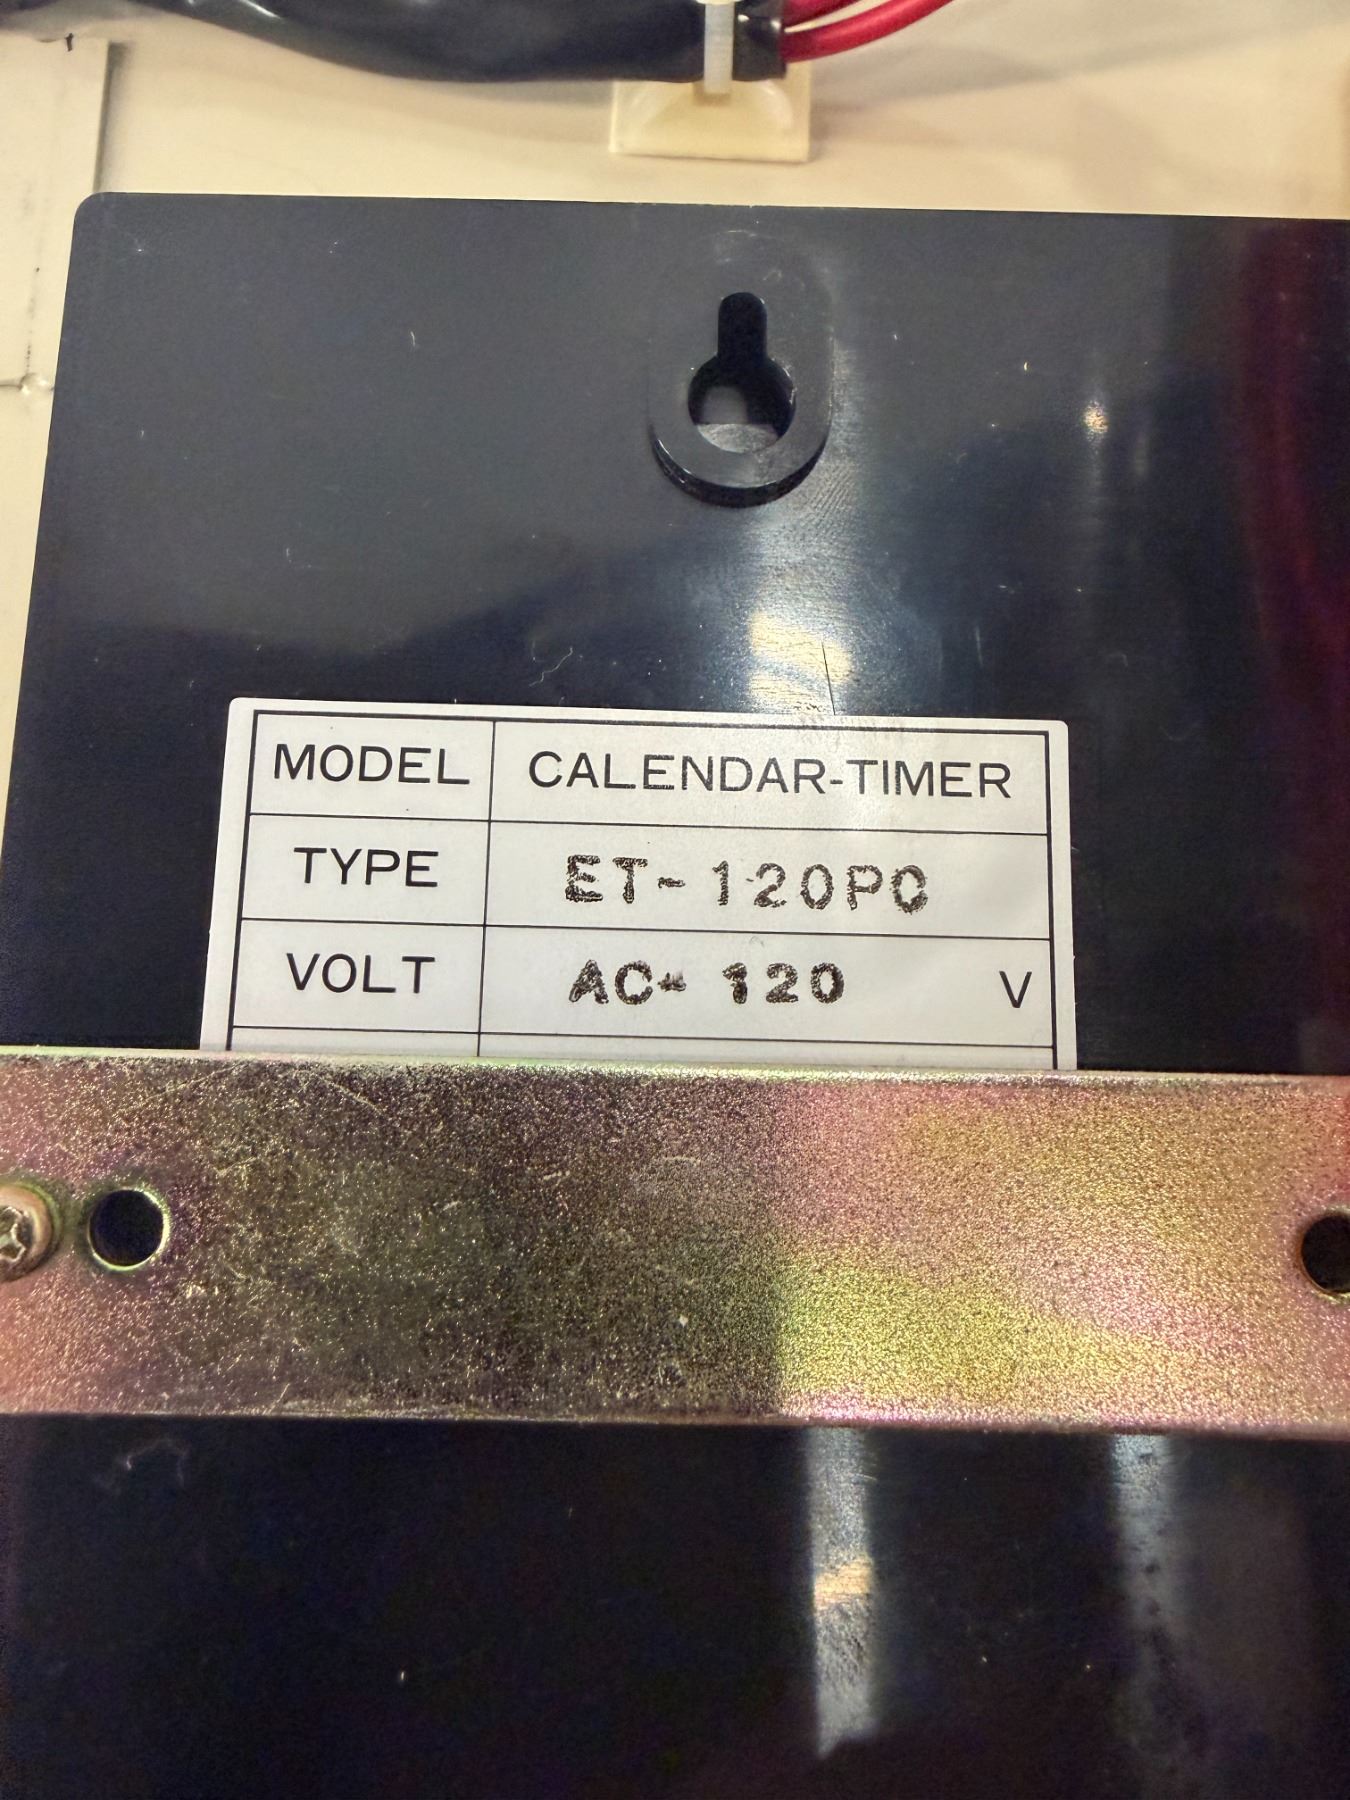 MODEL CALENDAR-TIMER
TYPE ET-120PC
VOLT AC- 120 V